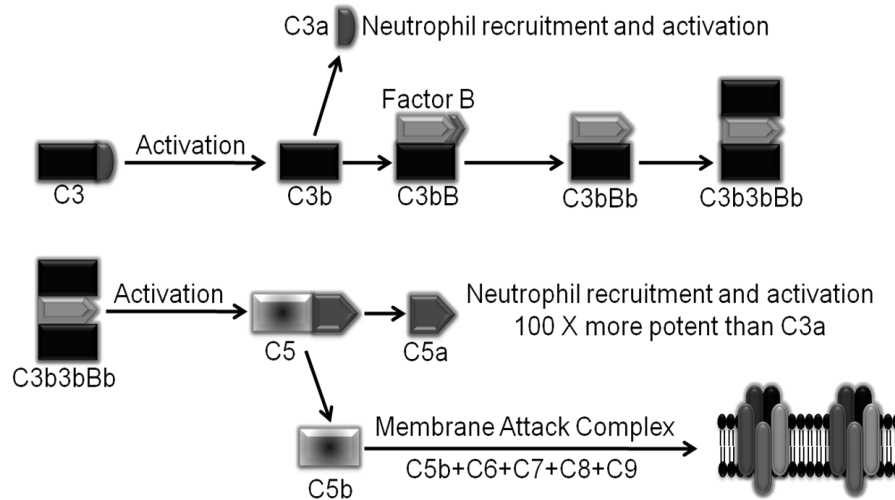 C3a Neutrophil recruitment and activation
Factor B
Activation
C3
C3b
C3bB
C3bBb
C3b3bBb
Activation
Neutrophil recruitment and activation
100 X more potent than C3a
C5
C5a
C3b3bBb
Membrane Attack Complex
C5b+C6+C7+C8+C9
C5b